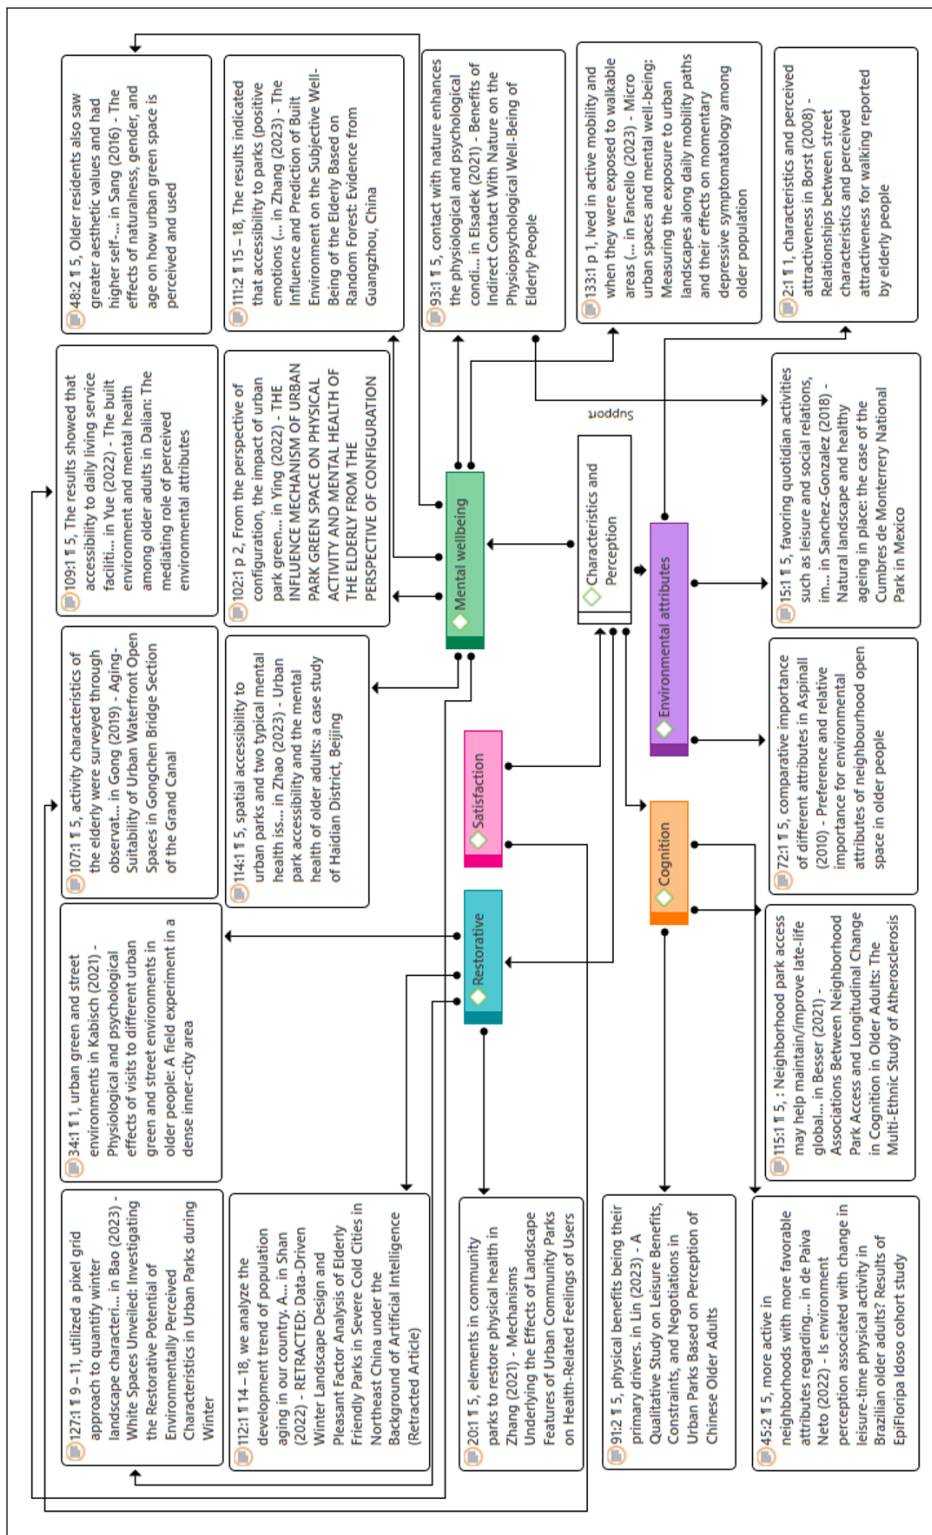 127:1 ¶ 9 – 11, utilized a pixel grid
approach to quantify winter
landscape characteri... in Bao (2023) -
White Spaces Unveiled: Investigating
the Restorative Potential of
Environmentally Perceived
Characteristics in Urban Parks during
Winter
34:1 ¶ 1, urban green and street
environments in Kabisch (2021) -
Physiological and psychological
effects of visits to different urban
green and street environments in
older people: A field experiment in a
dense inner-city area
107:1 ¶ 5, activity characteristics of
the elderly were surveyed through
observat... in Gong (2019) - Aging-
Suitability of Urban Waterfront Open
Spaces in Gongchen Bridge Section
of the Grand Canal
109:1 ¶ 5, The results showed that
accessibility to daily living service
faciliti... in Yue (2022) - The built
environment and mental health
among older adults in Dalian: The
mediating role of perceived
environmental attributes
48:2 ¶ 5, Older residents also saw
greater aesthetic values and had
higher self-... in Sang (2016) - The
effects of naturalness, gender, and
age on how urban green space is
perceived and used
112:1 ¶ 14 – 18, we analyze the
development trend of population
aging in our country. A... in Shan
(2022) - RETRACTED: Data-Driven
Winter Landscape Design and
Pleasant Factor Analysis of Elderly
Friendly Parks in Severe Cold Cities in
Northeast China under the
Background of Artificial Intelligence
(Retracted Article)
114:1 ¶ 5, spatial accessibility to
urban parks and two typical mental
health iss... in Zhao (2023) - Urban
park accessibility and the mental
health of older adults: a case study
of Haidian District, Beijing
102:1 p 2, From the perspective of
configuration, the impact of urban
park green... in Ying (2022) - THE
INFLUENCE MECHANISM OF URBAN
PARK GREEN SPACE ON PHYSICAL
ACTIVITY AND MENTAL HEALTH OF
THE ELDERLY FROM THE
PERSPECTIVE OF CONFIGURATION
111:2 ¶ 15 – 18, The results indicated
that accessibility to parks (positive
emotions (... in Zhang (2023) - The
Influence and Prediction of Built
Environment on the Subjective Well-
Being of the Elderly Based on
Random Forest: Evidence from
Guangzhou, China
20:1 ¶ 5, elements in community
parks to restore physical health in
Zhang (2021) - Mechanisms
Underlying the Effects of Landscape
Features of Urban Community Parks
on Health-Related Feelings of Users
Restorative
Satisfaction
Mental wellbeing
93:1 ¶ 5, contact with nature enhances
the physiological and psychological
condi... in Elsadek (2021) - Benefits of
Indirect Contact With Nature on the
Physiopsychological Well-Being of
Elderly People
Characteristics and
Perception
Support
133:1 p 1, lved in active mobility and
when they were exposed to walkable
areas (... in Fancello (2023) - Micro
urban spaces and mental well-being:
Measuring the exposure to urban
landscapes along daily mobility paths
and their effects on momentary
depressive symptomatology among
older population
91:2 ¶ 5, physical benefits being their
primary drivers. in Lin (2023) - A
Qualitative Study on Leisure Benefits,
Constraints, and Negotiations in
Urban Parks Based on Perception of
Chinese Older Adults
Cognition
Environmental attributes
45:2 ¶ 5, more active in
neighborhoods with more favorable
attributes regarding... in de Paiva
Neto (2022) - Is environment
perception associated with change in
leisure-time physical activity in
Brazilian older adults? Results of
EpiFloripa Idoso cohort study
115:1 ¶ 5, : Neighborhood park access
may help maintain/improve late-life
global... in Besser (2021) -
Associations Between Neighborhood
Park Access and Longitudinal Change
in Cognition in Older Adults: The
Multi-Ethnic Study of Atherosclerosis
72:1 ¶ 5, comparative importance
of different attributes in Aspinall
(2010) - Preference and relative
importance for environmental
attributes of neighbourhood open
space in older people
15:1 ¶ 5, favoring quotidian activities
such as leisure and social relations,
im... in Sanchez-Gonzalez (2018) -
Natural landscape and healthy
ageing in place: the case of the
Cumbres de Monterrery National
Park in Mexico
2:1 ¶ 1, characteristics and perceived
attractiveness in Borst (2008) -
Relationships between street
characteristics and perceived
attractiveness for walking reported
by elderly people